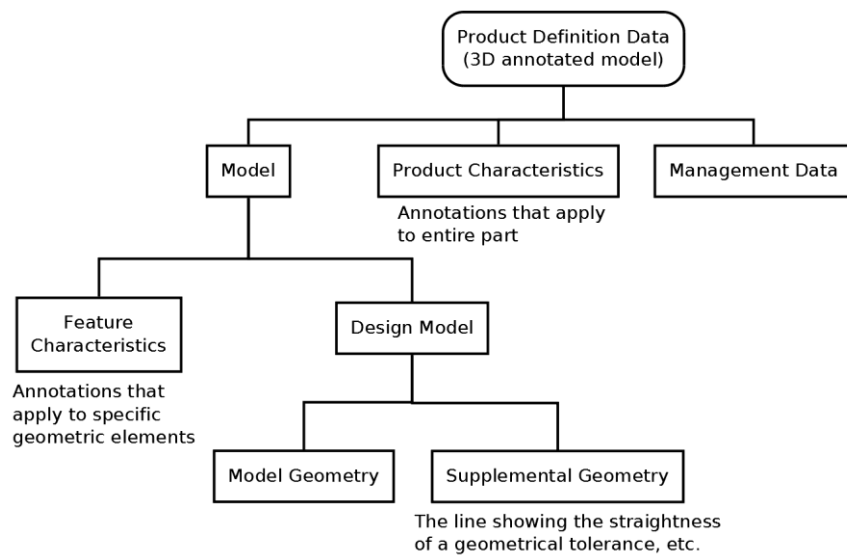 Product Definition Data
(3D annotated model)
Model
Product Characteristics
Management Data
Annotations that apply
to entire part
Feature
Characteristics
Design Model
Annotations that
apply to specific
geometric elements
Model Geometry
Supplemental Geometry
The line showing the straightness
of a geometrical tolerance, etc.